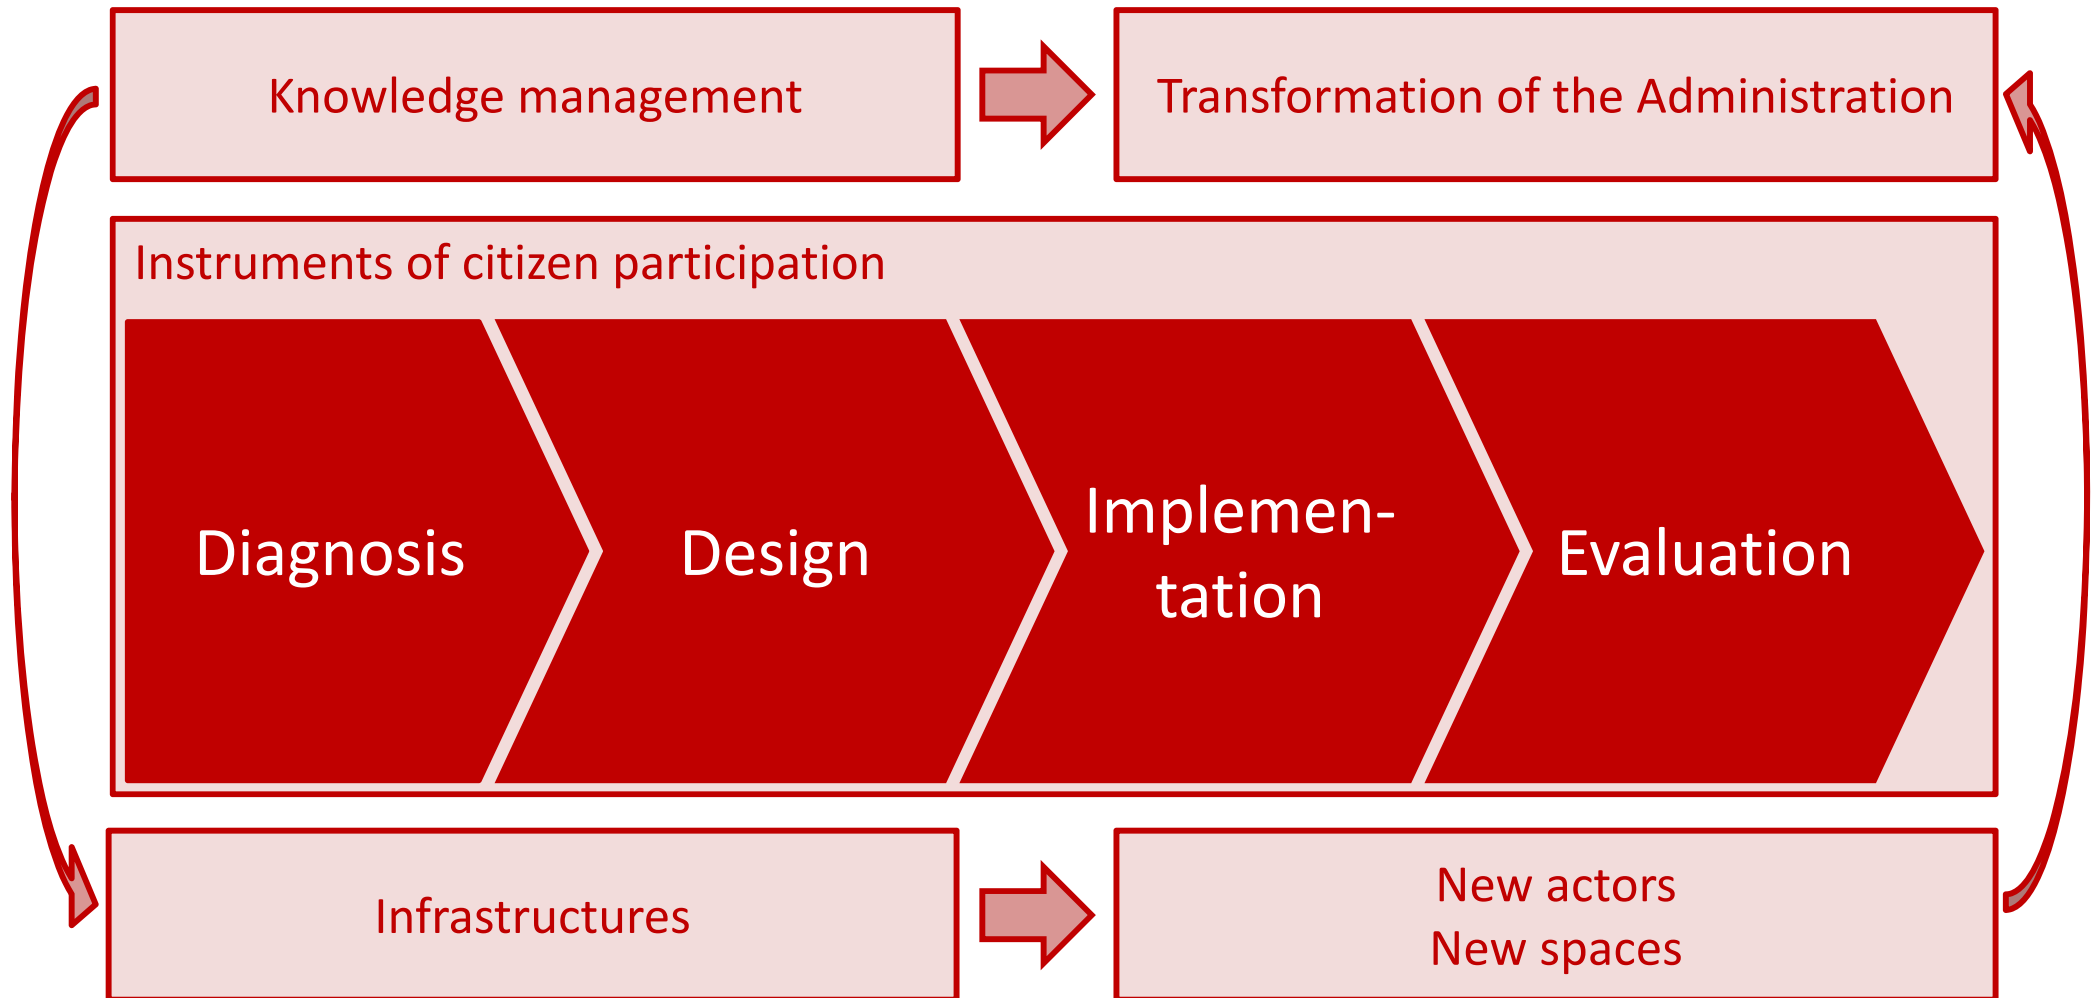 Knowledge management
Transformation of the Administration
Instruments of citizen participation
Diagnosis
Design
Implemen-
tation
Evaluation
Infrastructures
New actors
New spaces